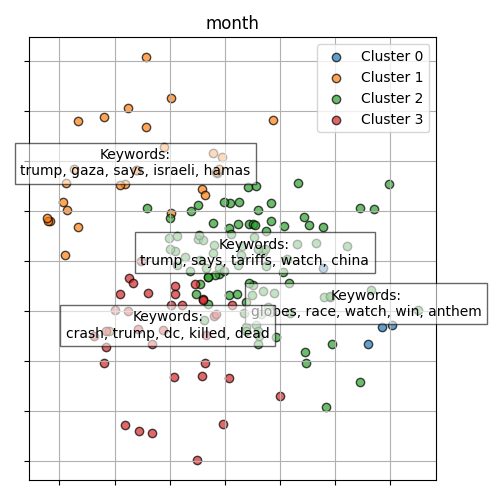 month
Cluster 0
Cluster 1
Cluster 2
Cluster 3
Keywords:
trump, gaza, says, israeli, hamas
Keywords:
trump, says, tariffs, watch, china
Keywords:
globes, race, watch, win, anthem
Keywords:
crash, trump, dc, killed, dead